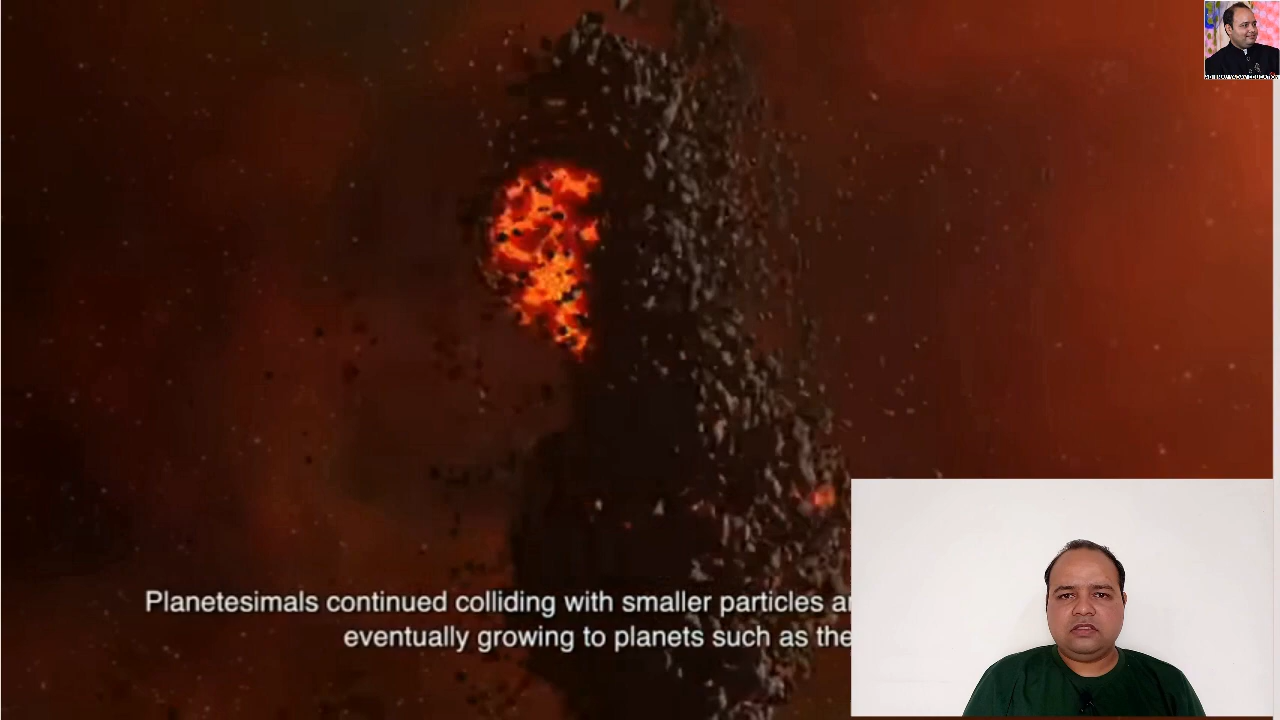 Planetesimals continued colliding with smaller particles
eventually growing to planets such as the